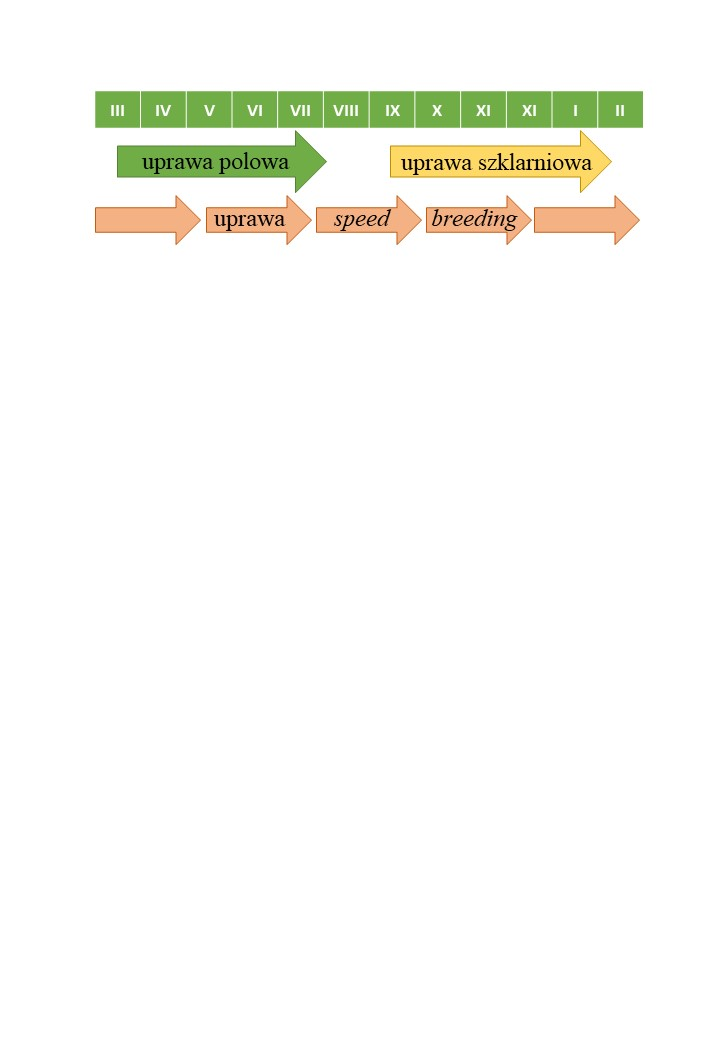 III IV V VI VII VIII IX X XI XI I II
uprawa polowa uprawa szklarniowa
uprawa speed breeding